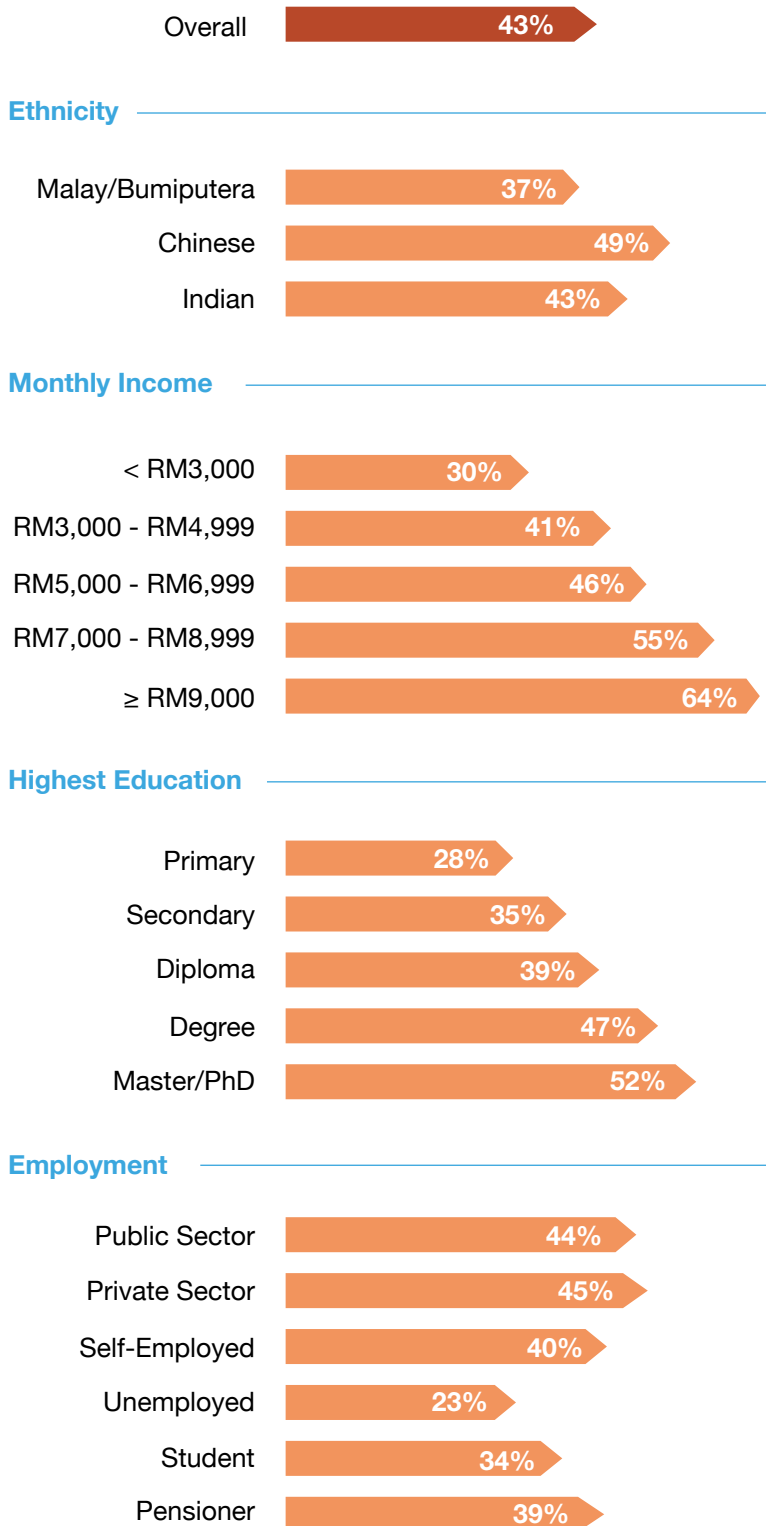 Overall 43%
Ethnicity
Malay/Bumiputera 37%
Chinese 49%
Indian 43%
Monthly Income
< RM3,000 30%
RM3,000 - RM4,999 41%
RM5,000 - RM6,999 46%
RM7,000 - RM8,999 55%
≥ RM9,000 64%
Highest Education
Primary 28%
Secondary 35%
Diploma 39%
Degree 47%
Master/PhD 52%
Employment
Public Sector 44%
Private Sector 45%
Self-Employed 40%
Unemployed 23%
Student 34%
Pensioner 39%